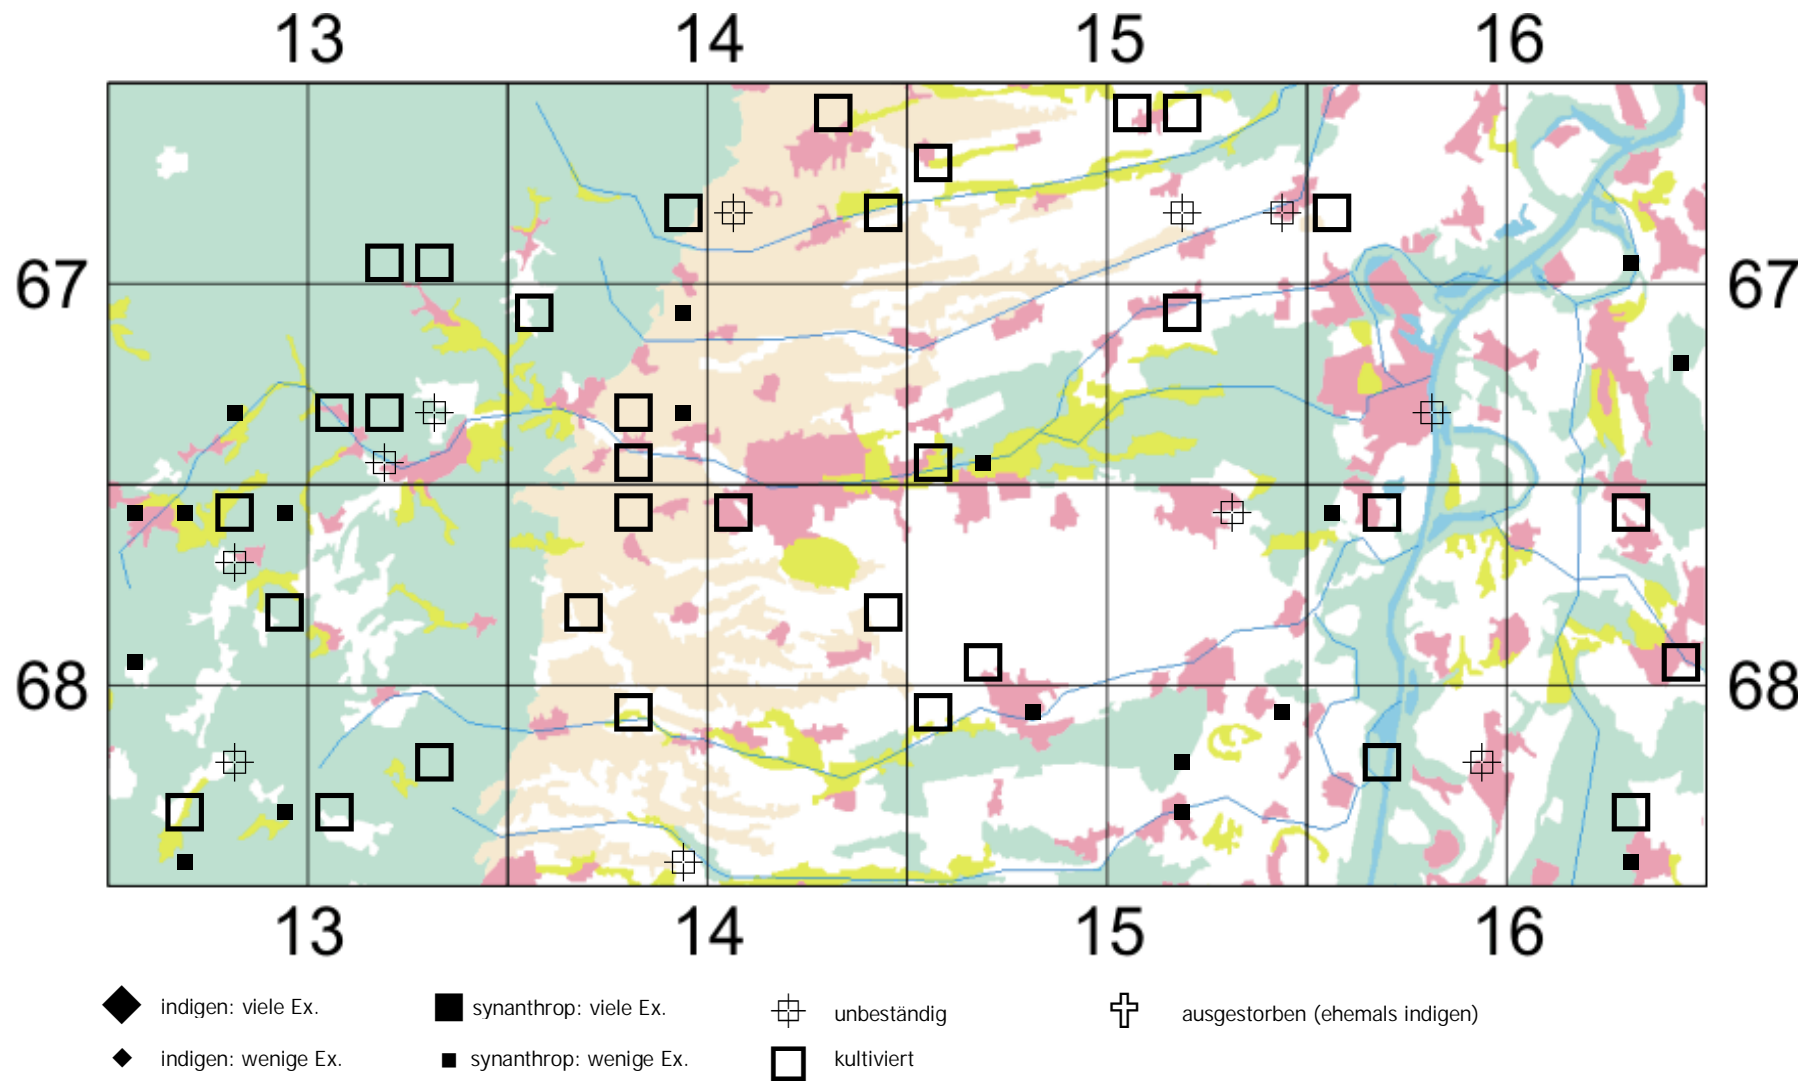 13 14 15 16
67 67
68 68
13 14 15 16
indigen: viele Ex. synanthrop: viele Ex. unbeständig ausgestorben (ehemals indigen)
indigen: wenige Ex. synanthrop: wenige Ex. kultiviert